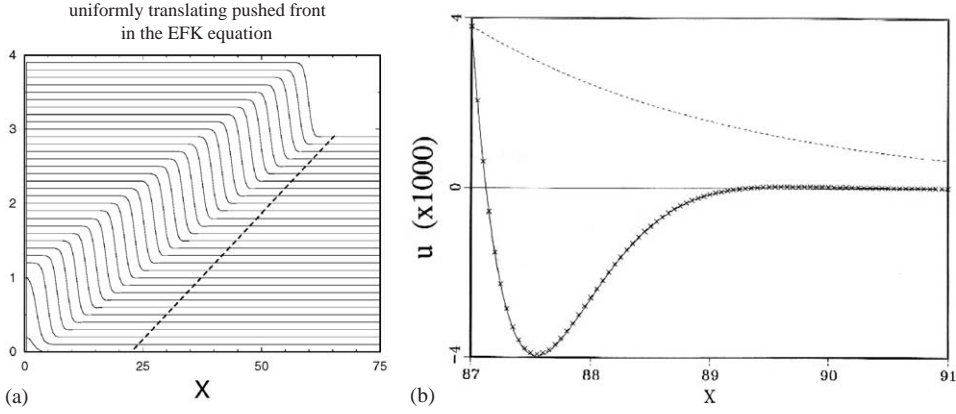 uniformly translating pushed front
in the EFK equation
4
3
2
1
0
0
25
50
75
X
(a)
4
0
−4
u (x1000)
87
88
89
90
91
X
(b)